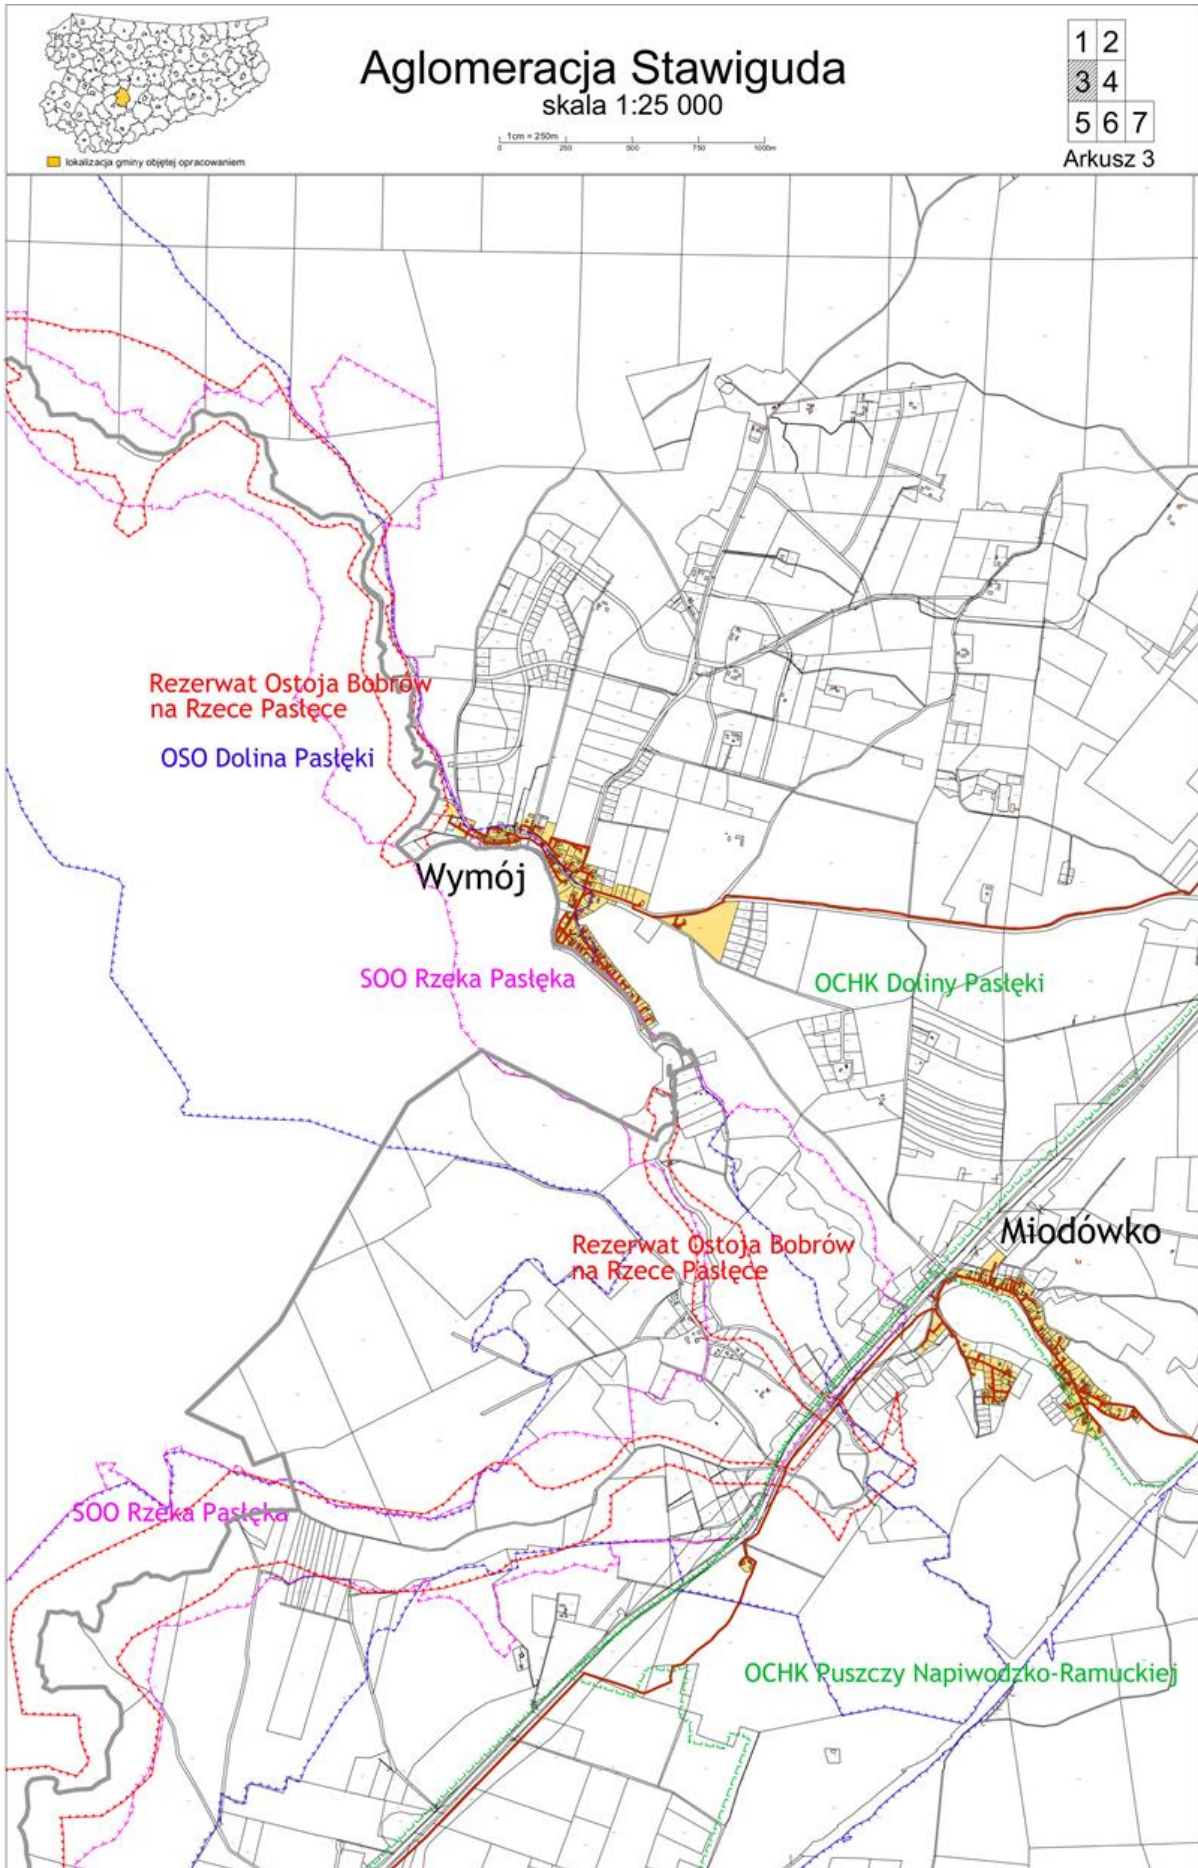 Aglomeracja Stawiguda
skala 1:25 000
1cm = 250m
0 250 500 750 1000m
lokalizacja gminy objętej opracowaniem
1 2
3 4
5 6 7
Arkusz 3
Rezerwat Ostoja Bobrów
na Rzece Pasłęce
OSO Dolina Pasłęki
Wymój
SOO Rzeka Pasłęka
OCHK Doliny Pasłęki
Miodówko
Rezerwat Ostoja Bobrów
na Rzece Pasłęce
SOO Rzeka Pasłęka
OCHK Puszczy Napiwodzko-Ramuckiej